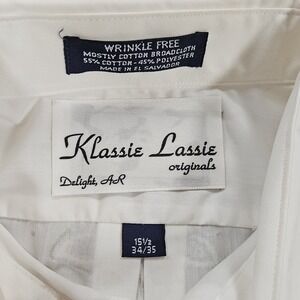 WRINKLE FREE
MOSTLY COTTON BROADCLOTH
55% COTTON - 45% POLYESTER
MADE IN EL SALVADOR
Klassie Lassie
originals
Delight, AR
15½
34/35